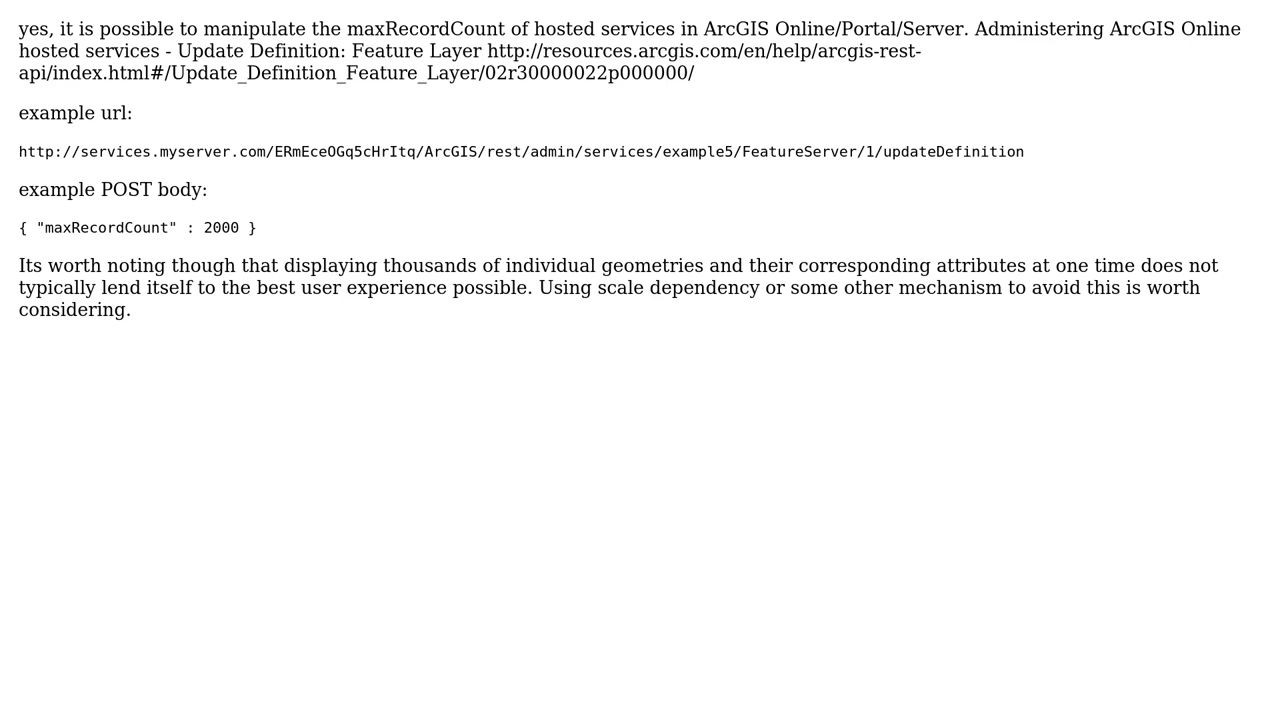 yes, it is possible to manipulate the maxRecordCount of hosted services in ArcGIS Online/Portal/Server. Administering ArcGIS Online
hosted services - Update Definition: Feature Layer http://resources.arcgis.com/en/help/arcgis-rest-
api/index.html#/Update_Definition_Feature_Layer/02r30000022p000000/
example url:
http://services.myserver.com/ERmEceOGq5cHrItq/ArcGIS/rest/admin/services/example5/FeatureServer/1/updateDefinition
example POST body:
{ "maxRecordCount" : 2000 }
Its worth noting though that displaying thousands of individual geometries and their corresponding attributes at one time does not
typically lend itself to the best user experience possible. Using scale dependency or some other mechanism to avoid this is worth
considering.